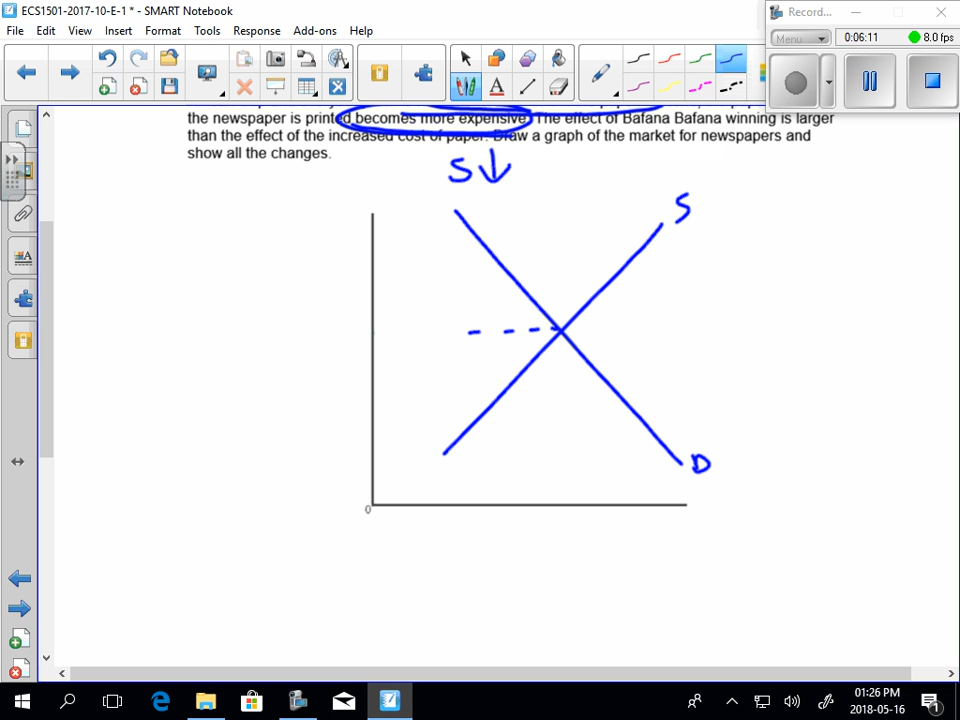 ECS1501-2017-10-E-1 * - SMART Notebook
Record...
File Edit View Insert Format Tools Response Add-ons Help
Menu 0:06:11 8.0 fps
the newspaper is printed becomes more expensive. The effect of Bafana Bafana winning is larger
than the effect of the increased cost of paper. Draw a graph of the market for newspapers and
show all the changes.
S
S
D
0
01:26 PM
2018-05-16
1